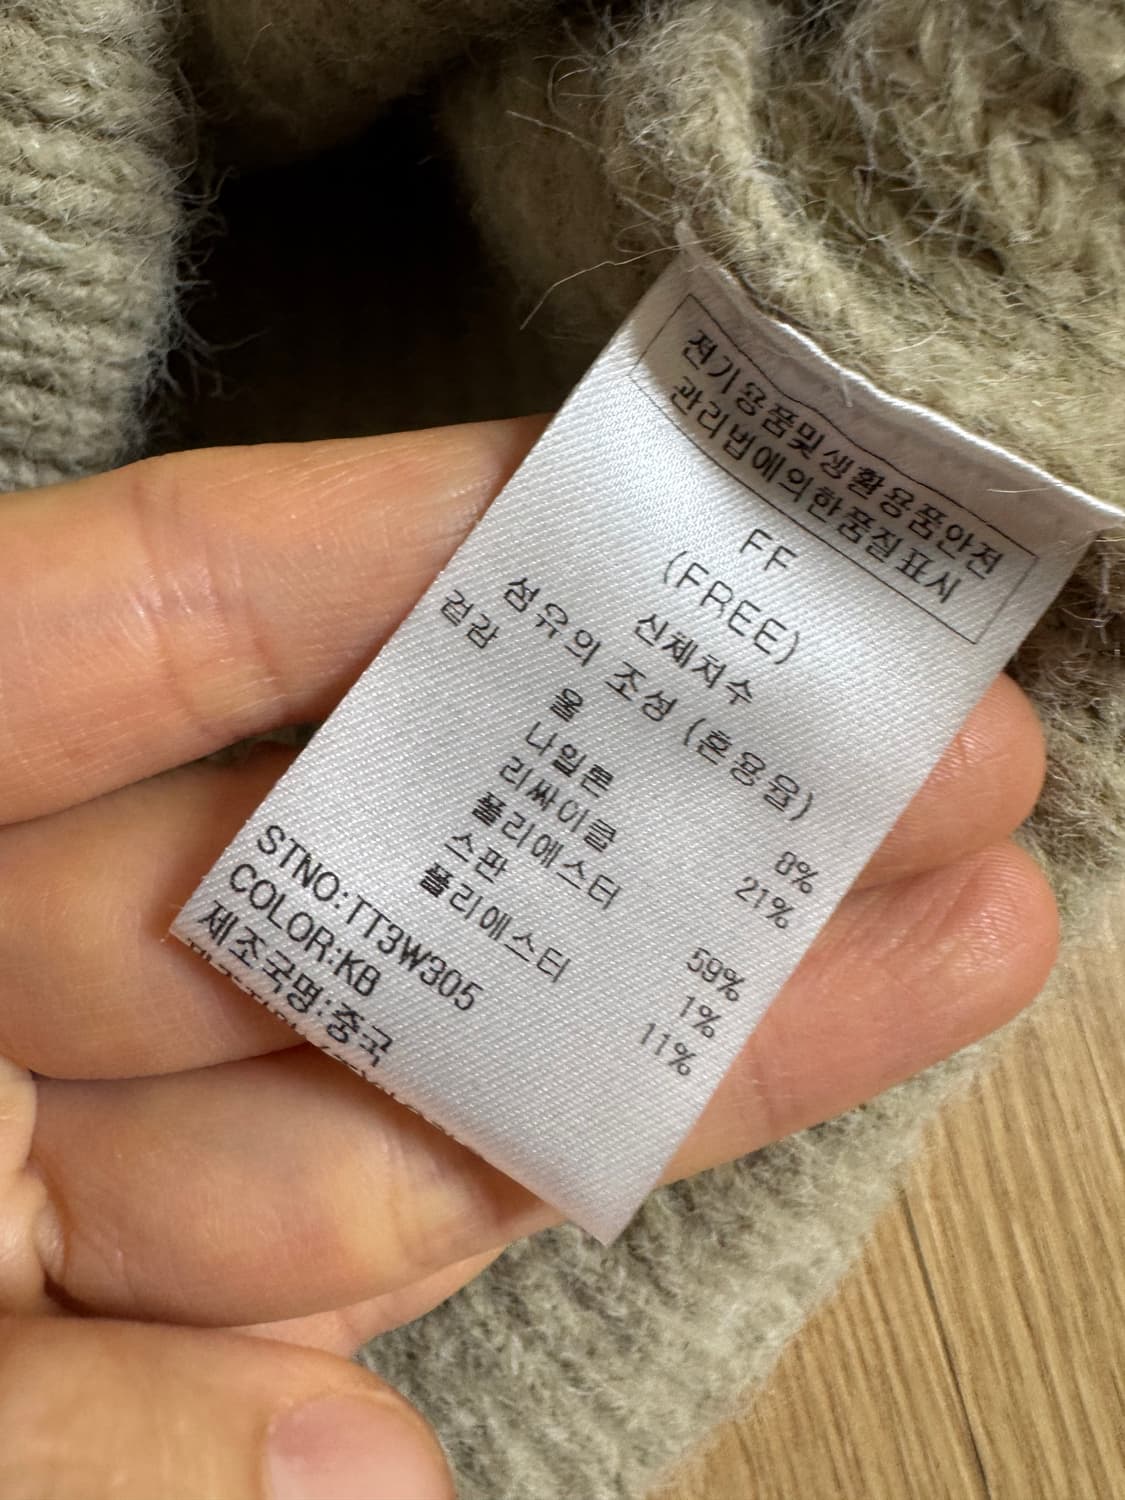 전기용품및생활용품안전
관리법에의한품질표시
FF
(FREE)
신체치수
섬유의 조성 (혼용율)
겉감
울 8%
나일론 21%
리싸이클
폴리에스터 59%
스판 1%
폴리에스터 11%
STNO:TT3W305
COLOR:KB
제조국명:중국